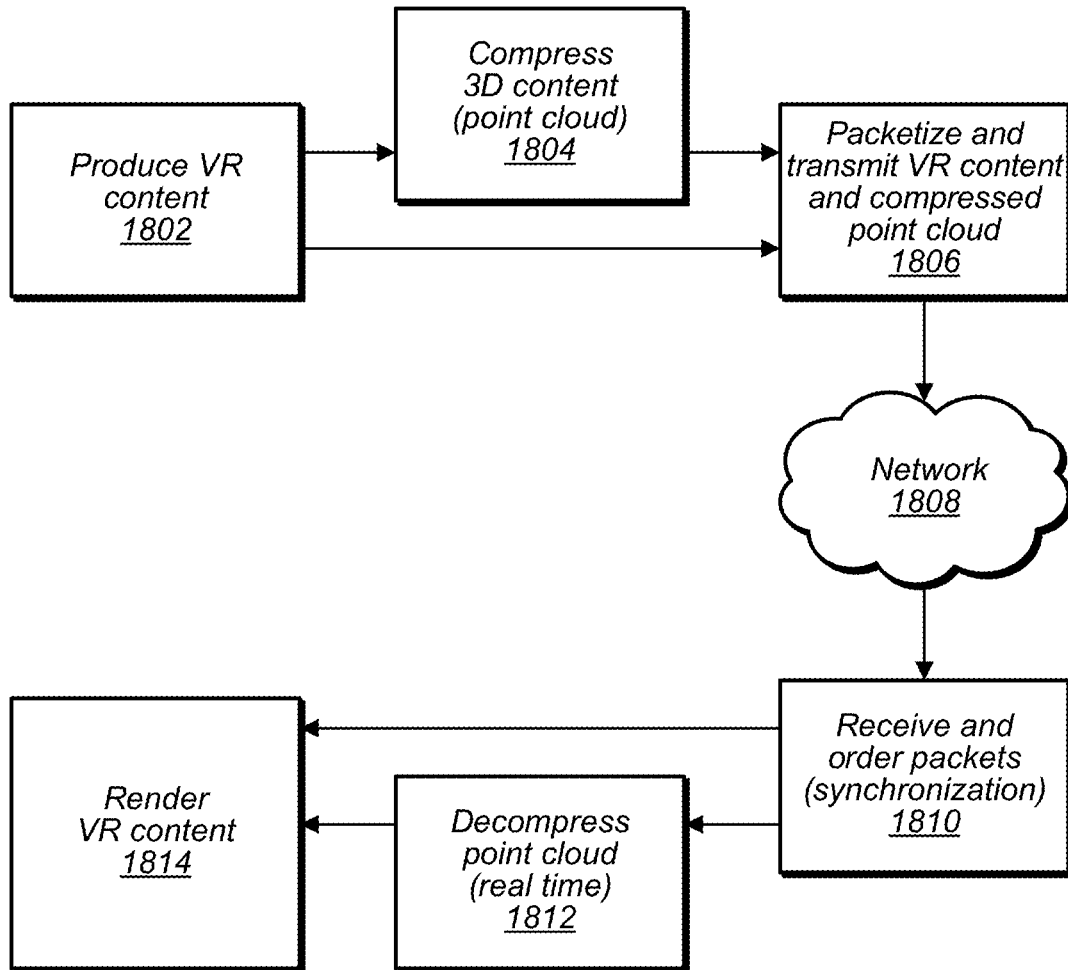 Produce VR
content
1802
Compress
3D content
(point cloud)
1804
Packetize and
transmit VR content
and compressed
point cloud
1806
Network
1808
Receive and
order packets
(synchronization)
1810
Decompress
point cloud
(real time)
1812
Render
VR content
1814